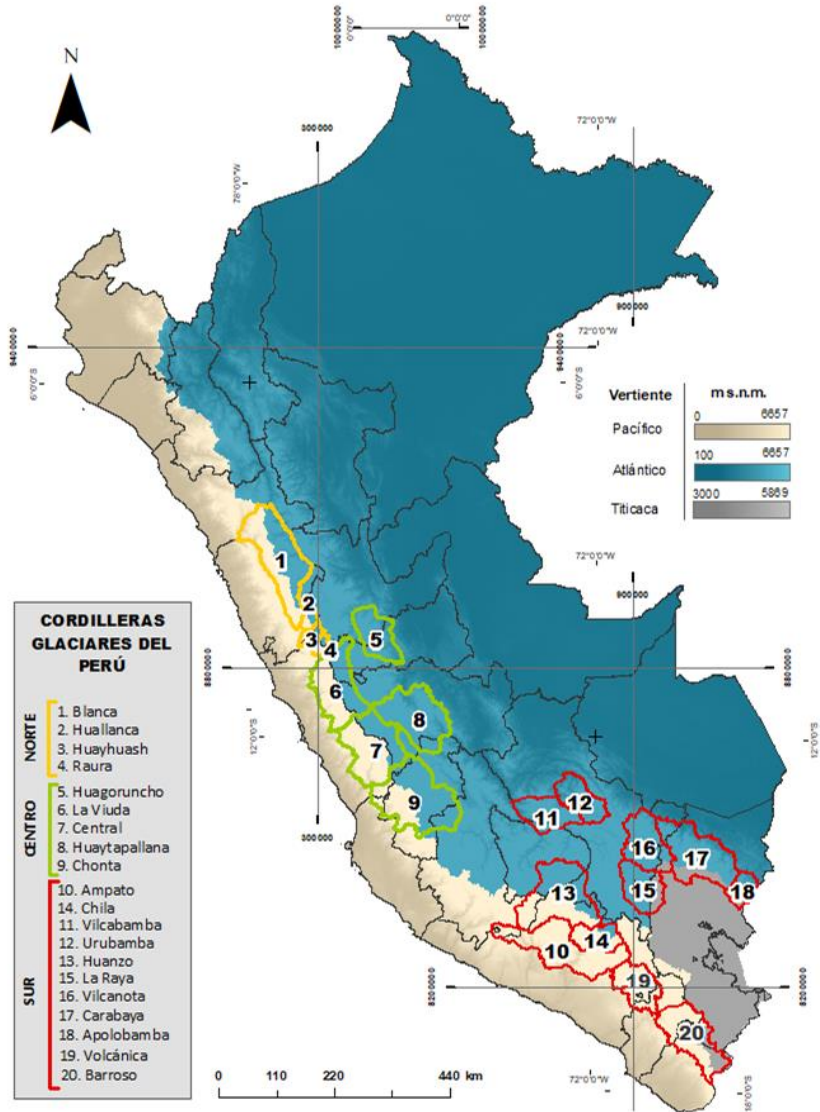 0°0'0"
0°0'0"
1000000
1000000
N
72°0'0"W
300000
78°0'0"W
900000
72°0'0"W
9400000
9400000
6°0'0"S
6°0'0"S
Vertiente
m s.n.m.
0
6657
Pacífico
100
6657
Atlántico
3000
5869
Titicaca
72°0'0"W
900000
1
2
3
4
5
6
7
8
9
10
11
12
13
14
15
16
17
18
19
20
8800000
8800000
12°0'0"S
12°0'0"S
300000
CORDILLERAS
GLACIARES DEL
PERÚ
NORTE
1. Blanca
2. Huallanca
3. Huayhuash
4. Raura
CENTRO
5. Huagoruncho
6. La Viuda
7. Central
8. Huaytapallana
9. Chonta
SUR
10. Ampato
14. Chila
11. Vilcabamba
12. Urubamba
13. Huanzo
15. La Raya
16. Vilcanota
17. Carabaya
18. Apolobamba
19. Volcánica
20. Barroso
8200000
8200000
0 110 220 440 km
72°0'0"W
18°0'0"S